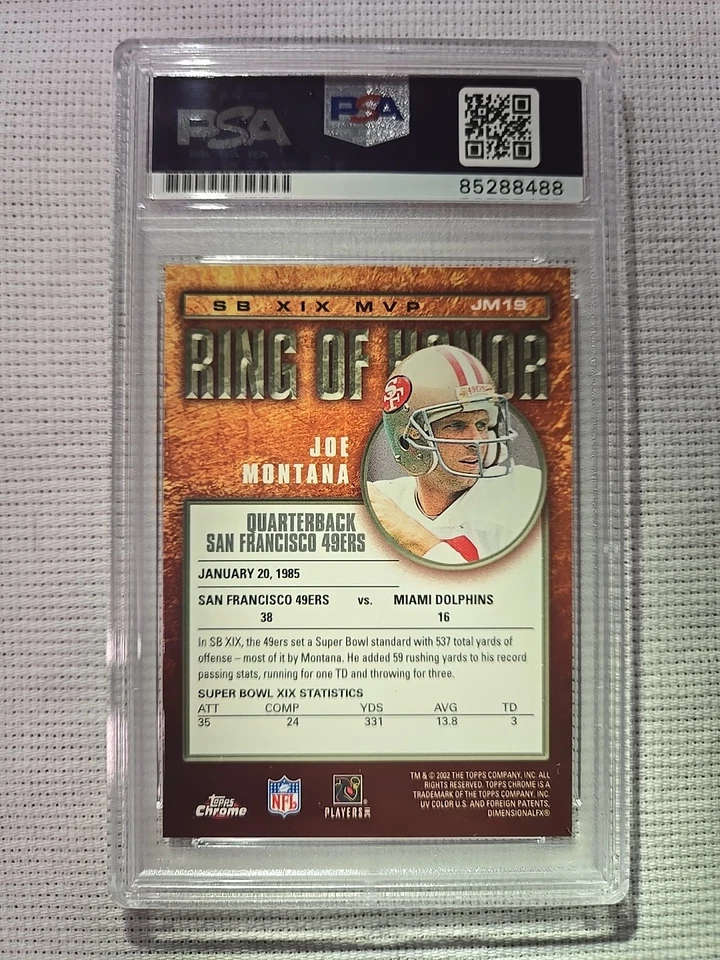 PSA
PSA
85288488
SB XIX MVP
JM19
RING OF HONOR
JOE
MONTANA
QUARTERBACK
SAN FRANCISCO 49ERS
JANUARY 20, 1985
SAN FRANCISCO 49ERS vs. MIAMI DOLPHINS
38 16
In SB XIX, the 49ers set a Super Bowl standard with 537 total yards of
offense – most of it by Montana. He added 59 rushing yards to his record
passing stats, running for one TD and throwing for three.
SUPER BOWL XIX STATISTICS
ATT COMP YDS AVG TD
35 24 331 13.8 3
Topps
Chrome
NFL
PLAYERS INC
TM & © 2002 THE TOPPS COMPANY, INC. ALL
RIGHTS RESERVED. TOPPS CHROME IS A
TRADEMARK OF THE TOPPS COMPANY, INC.
UV COLOR U.S. AND FOREIGN PATENTS,
DIMENSIONALFX®